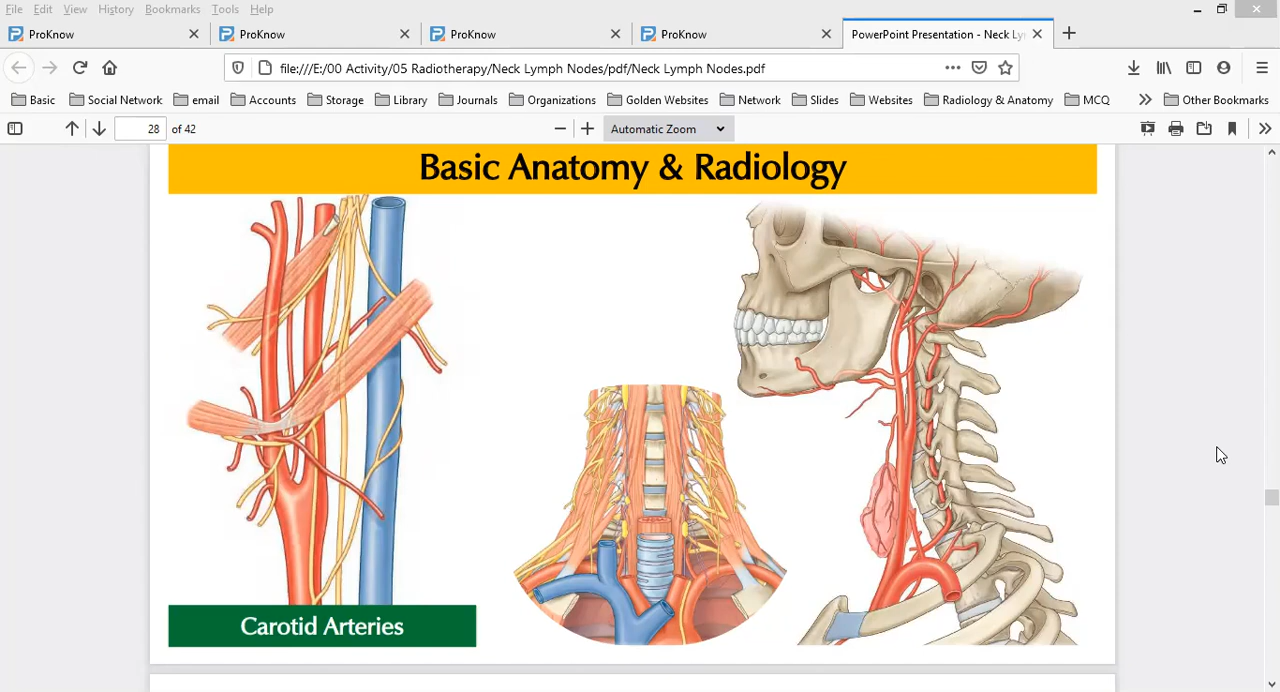 File Edit View History Bookmarks Tools Help
ProKnow ProKnow ProKnow ProKnow PowerPoint Presentation - Neck Ly
file:///E:/00 Activity/05 Radiotherapy/Neck Lymph Nodes/pdf/Neck Lymph Nodes.pdf
Basic Social Network email Accounts Storage Library Journals Organizations Golden Websites Network Slides Websites Radiology & Anatomy MCQ Other Bookmarks
28 of 42 Automatic Zoom
Basic Anatomy & Radiology
Carotid Arteries